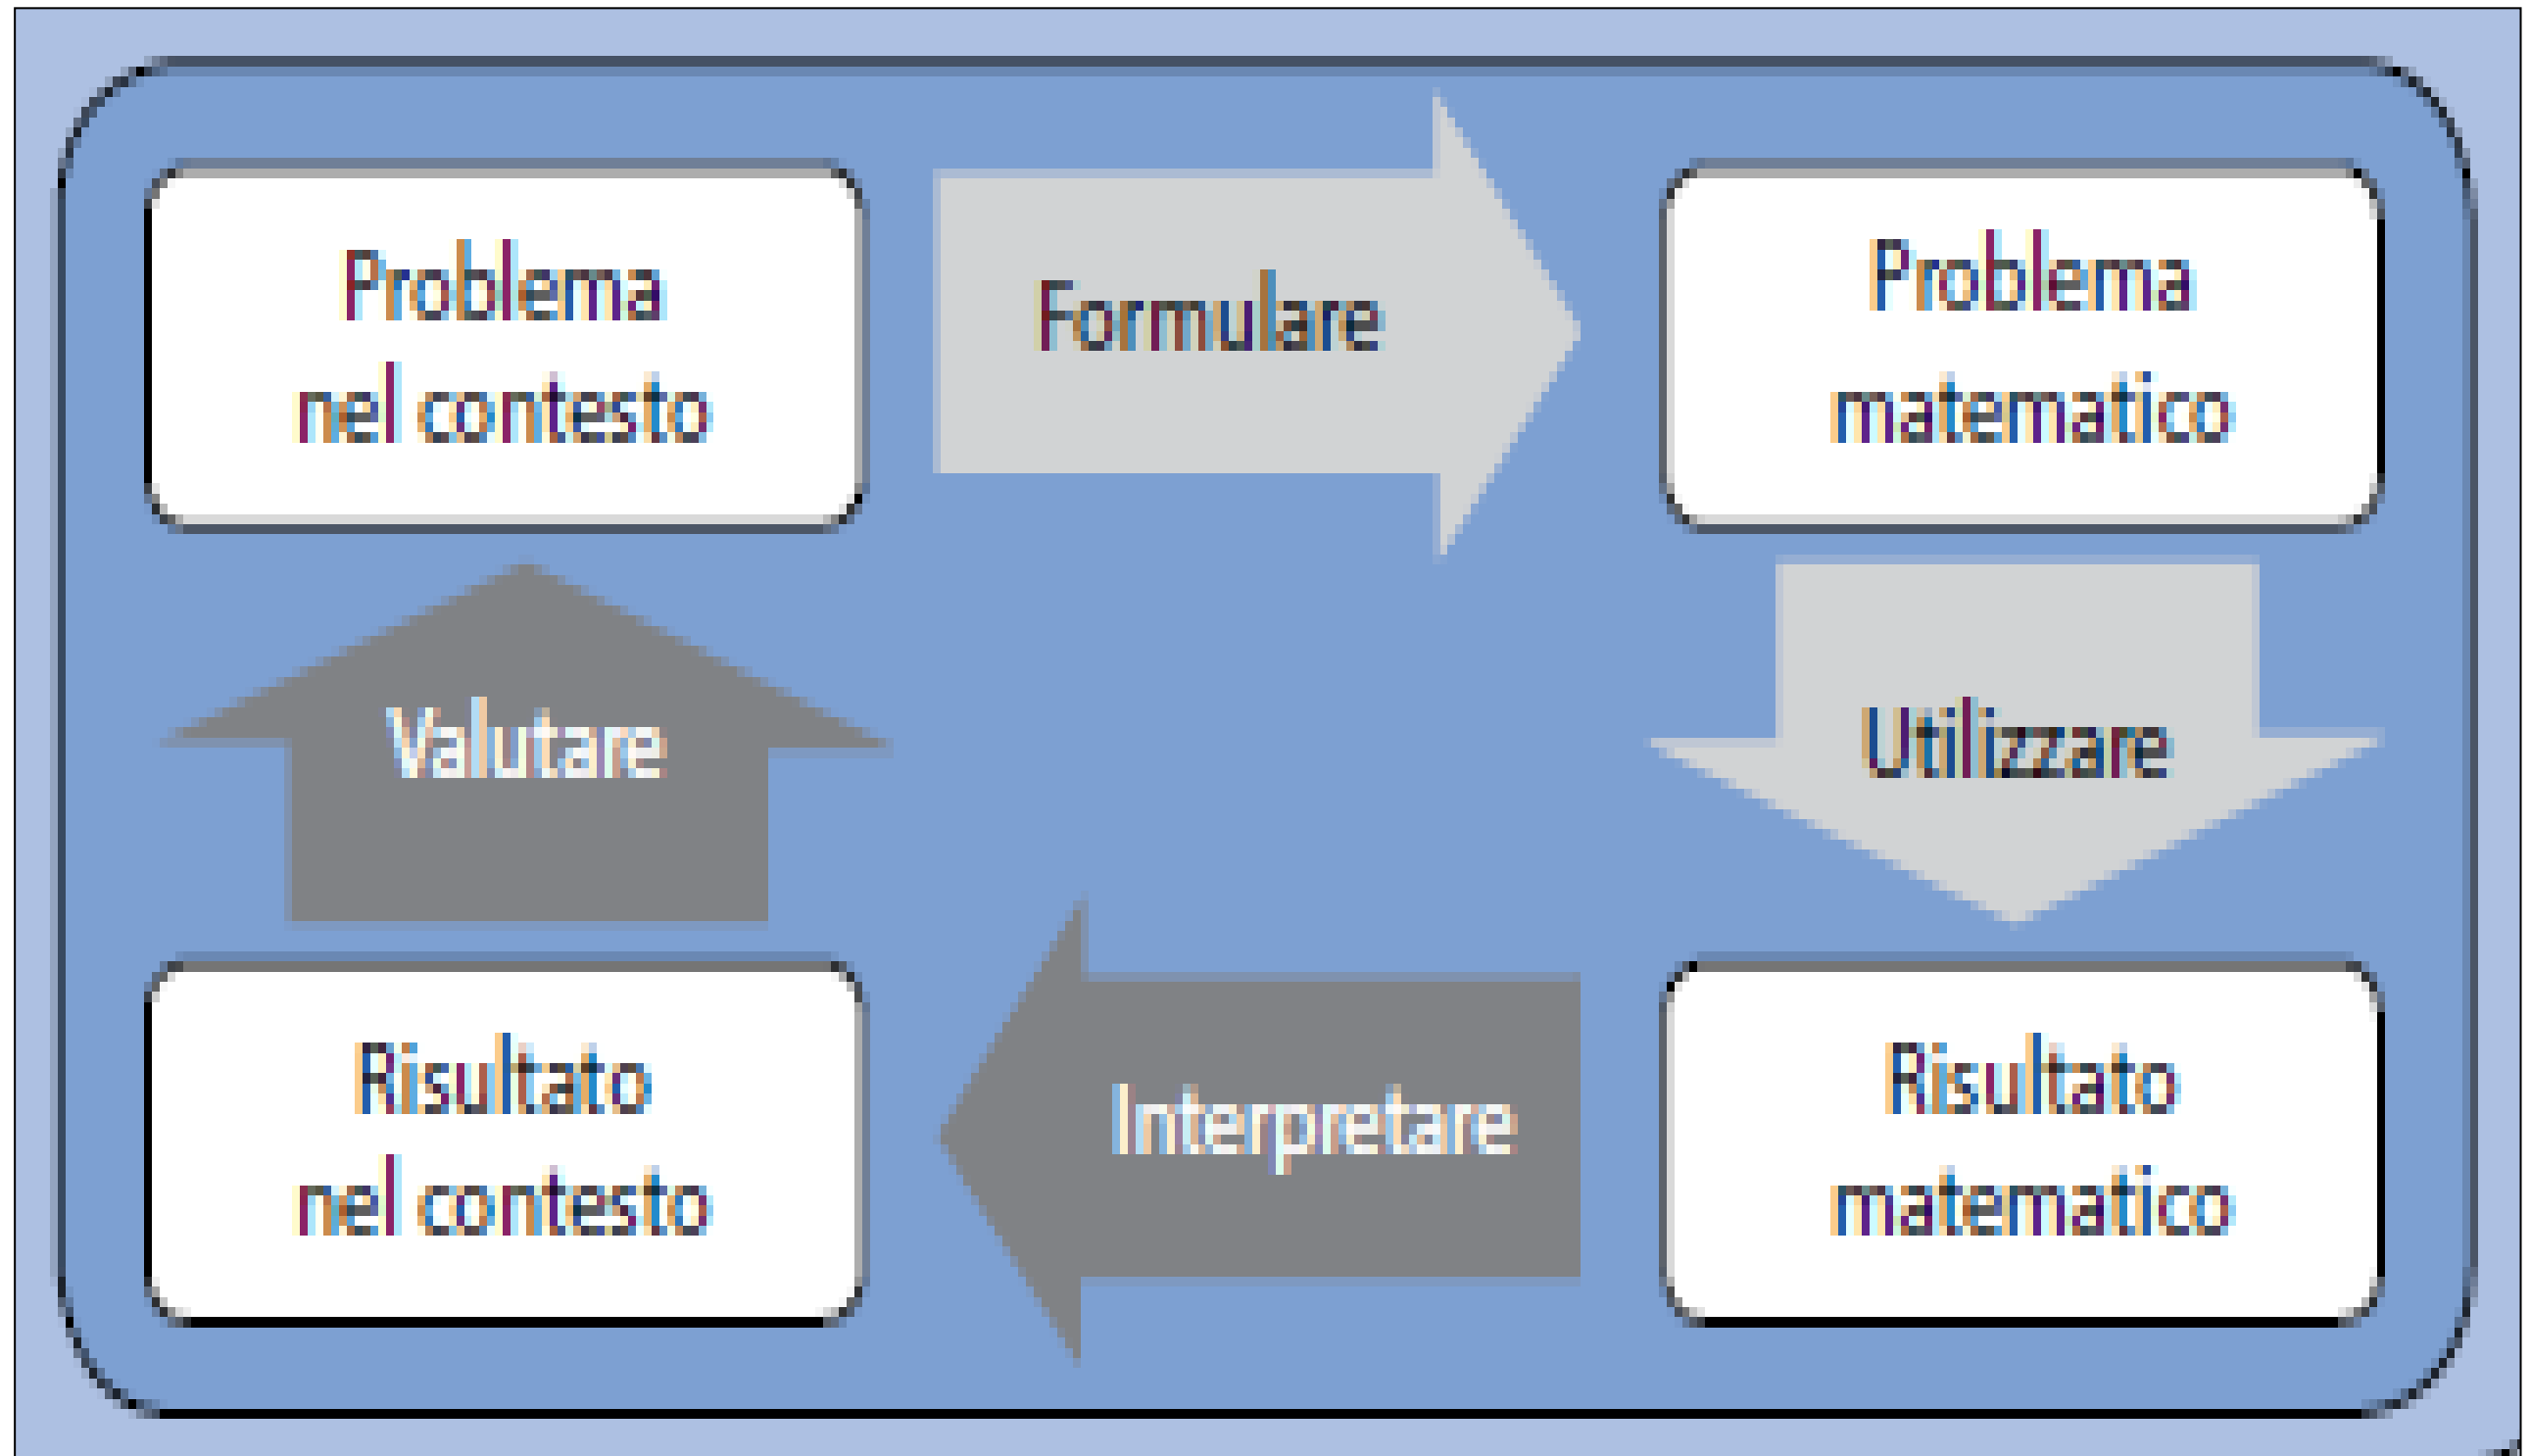 Problema
nel contesto
Formulare
Problema
matematico
Valutare
Utilizzare
Risultato
nel contesto
Interpretare
Risultato
matematico